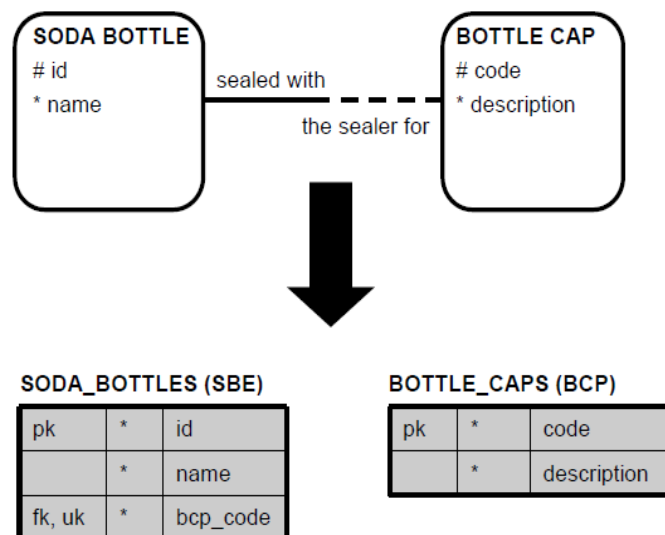 SODA BOTTLE
# id
* name
sealed with
the sealer for
BOTTLE CAP
# code
* description
SODA_BOTTLES (SBE)
pk * id
* name
fk, uk * bcp_code
BOTTLE_CAPS (BCP)
pk * code
* description